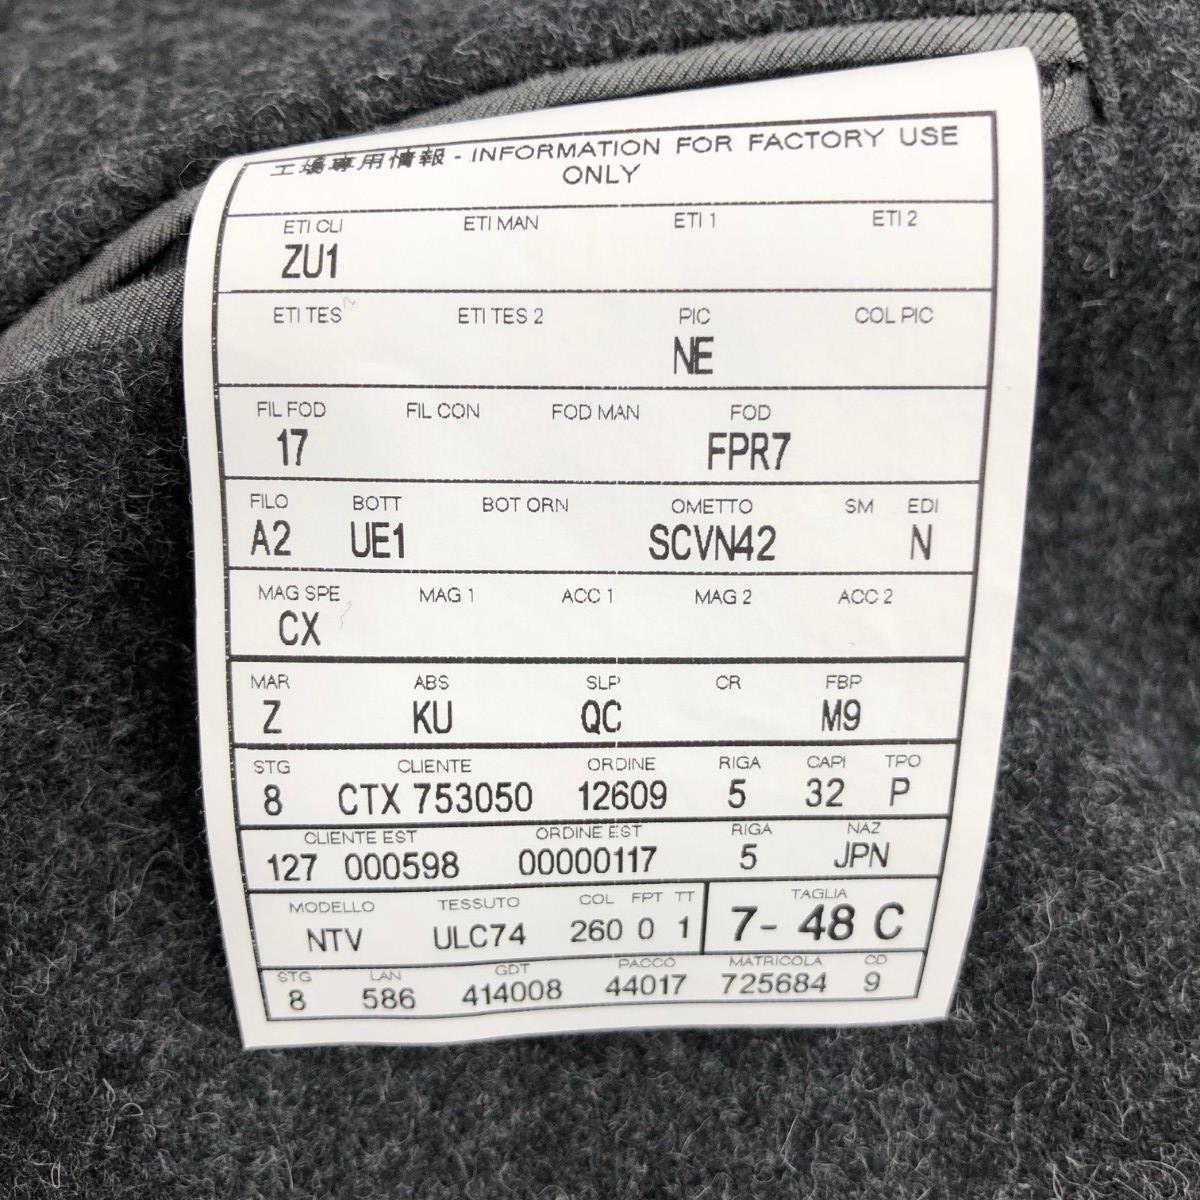 工場専用情報 - INFORMATION FOR FACTORY USE
ONLY
ETI CLI ETI MAN ETI 1 ETI 2
ZU1
ETI TES ETI TES 2 PIC COL PIC
NE
FIL FOD FIL CON FOD MAN FOD
17 FPR7
FILO BOTT BOT ORN OMETTO SM EDI
A2 UE1 SCVN42 N
MAG SPE MAG 1 ACC 1 MAG 2 ACC 2
CX
MAR ABS SLP CR FBP
Z KU QC M9
STG CLIENTE ORDINE RIGA CAPI TPO
8 CTX 753050 12609 5 32 P
CLIENTE EST ORDINE EST RIGA NAZ
127 000598 00000117 5 JPN
MODELLO TESSUTO COL FPT TT TAGLIA
NTV ULC74 260 0 1 7- 48 C
STG LAN GDT PACCO MATRICOLA CD
8 586 414008 44017 725684 9